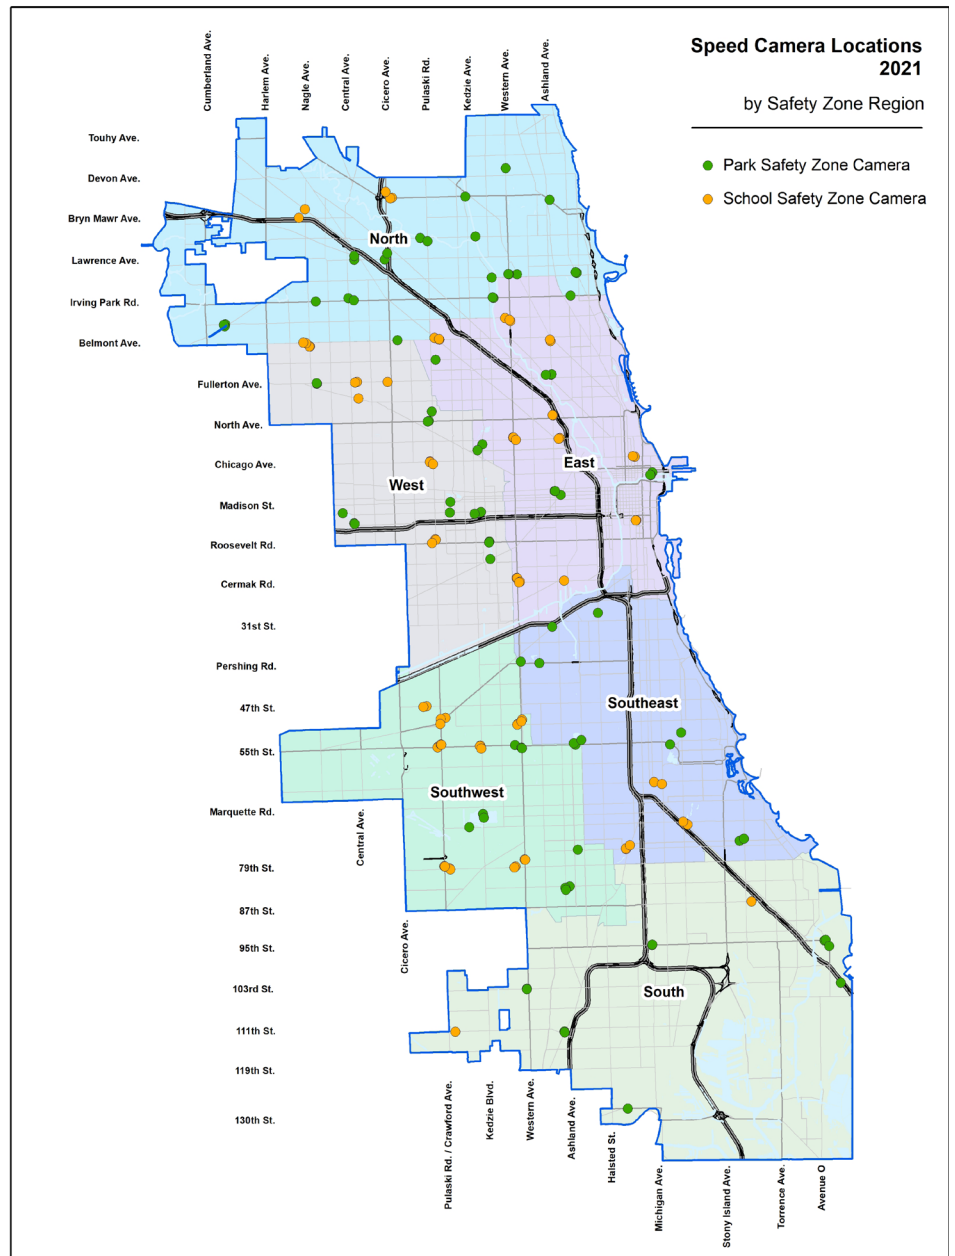 Speed Camera Locations
2021
by Safety Zone Region
Park Safety Zone Camera
School Safety Zone Camera
Cumberland Ave.
Harlem Ave.
Nagle Ave.
Central Ave.
Cicero Ave.
Pulaski Rd.
Kedzie Ave.
Western Ave.
Ashland Ave.
Touhy Ave.
Devon Ave.
Bryn Mawr Ave.
Lawrence Ave.
Irving Park Rd.
Belmont Ave.
Fullerton Ave.
North Ave.
Chicago Ave.
Madison St.
Roosevelt Rd.
Cermak Rd.
31st St.
Pershing Rd.
47th St.
55th St.
Marquette Rd.
79th St.
87th St.
95th St.
103rd St.
111th St.
119th St.
130th St.
North
East
West
Southeast
Southwest
South
Central Ave.
Cicero Ave.
Pulaski Rd. / Crawford Ave.
Kedzie Blvd.
Western Ave.
Ashland Ave.
Halsted St.
Michigan Ave.
Stony Island Ave.
Torrence Ave.
Avenue O